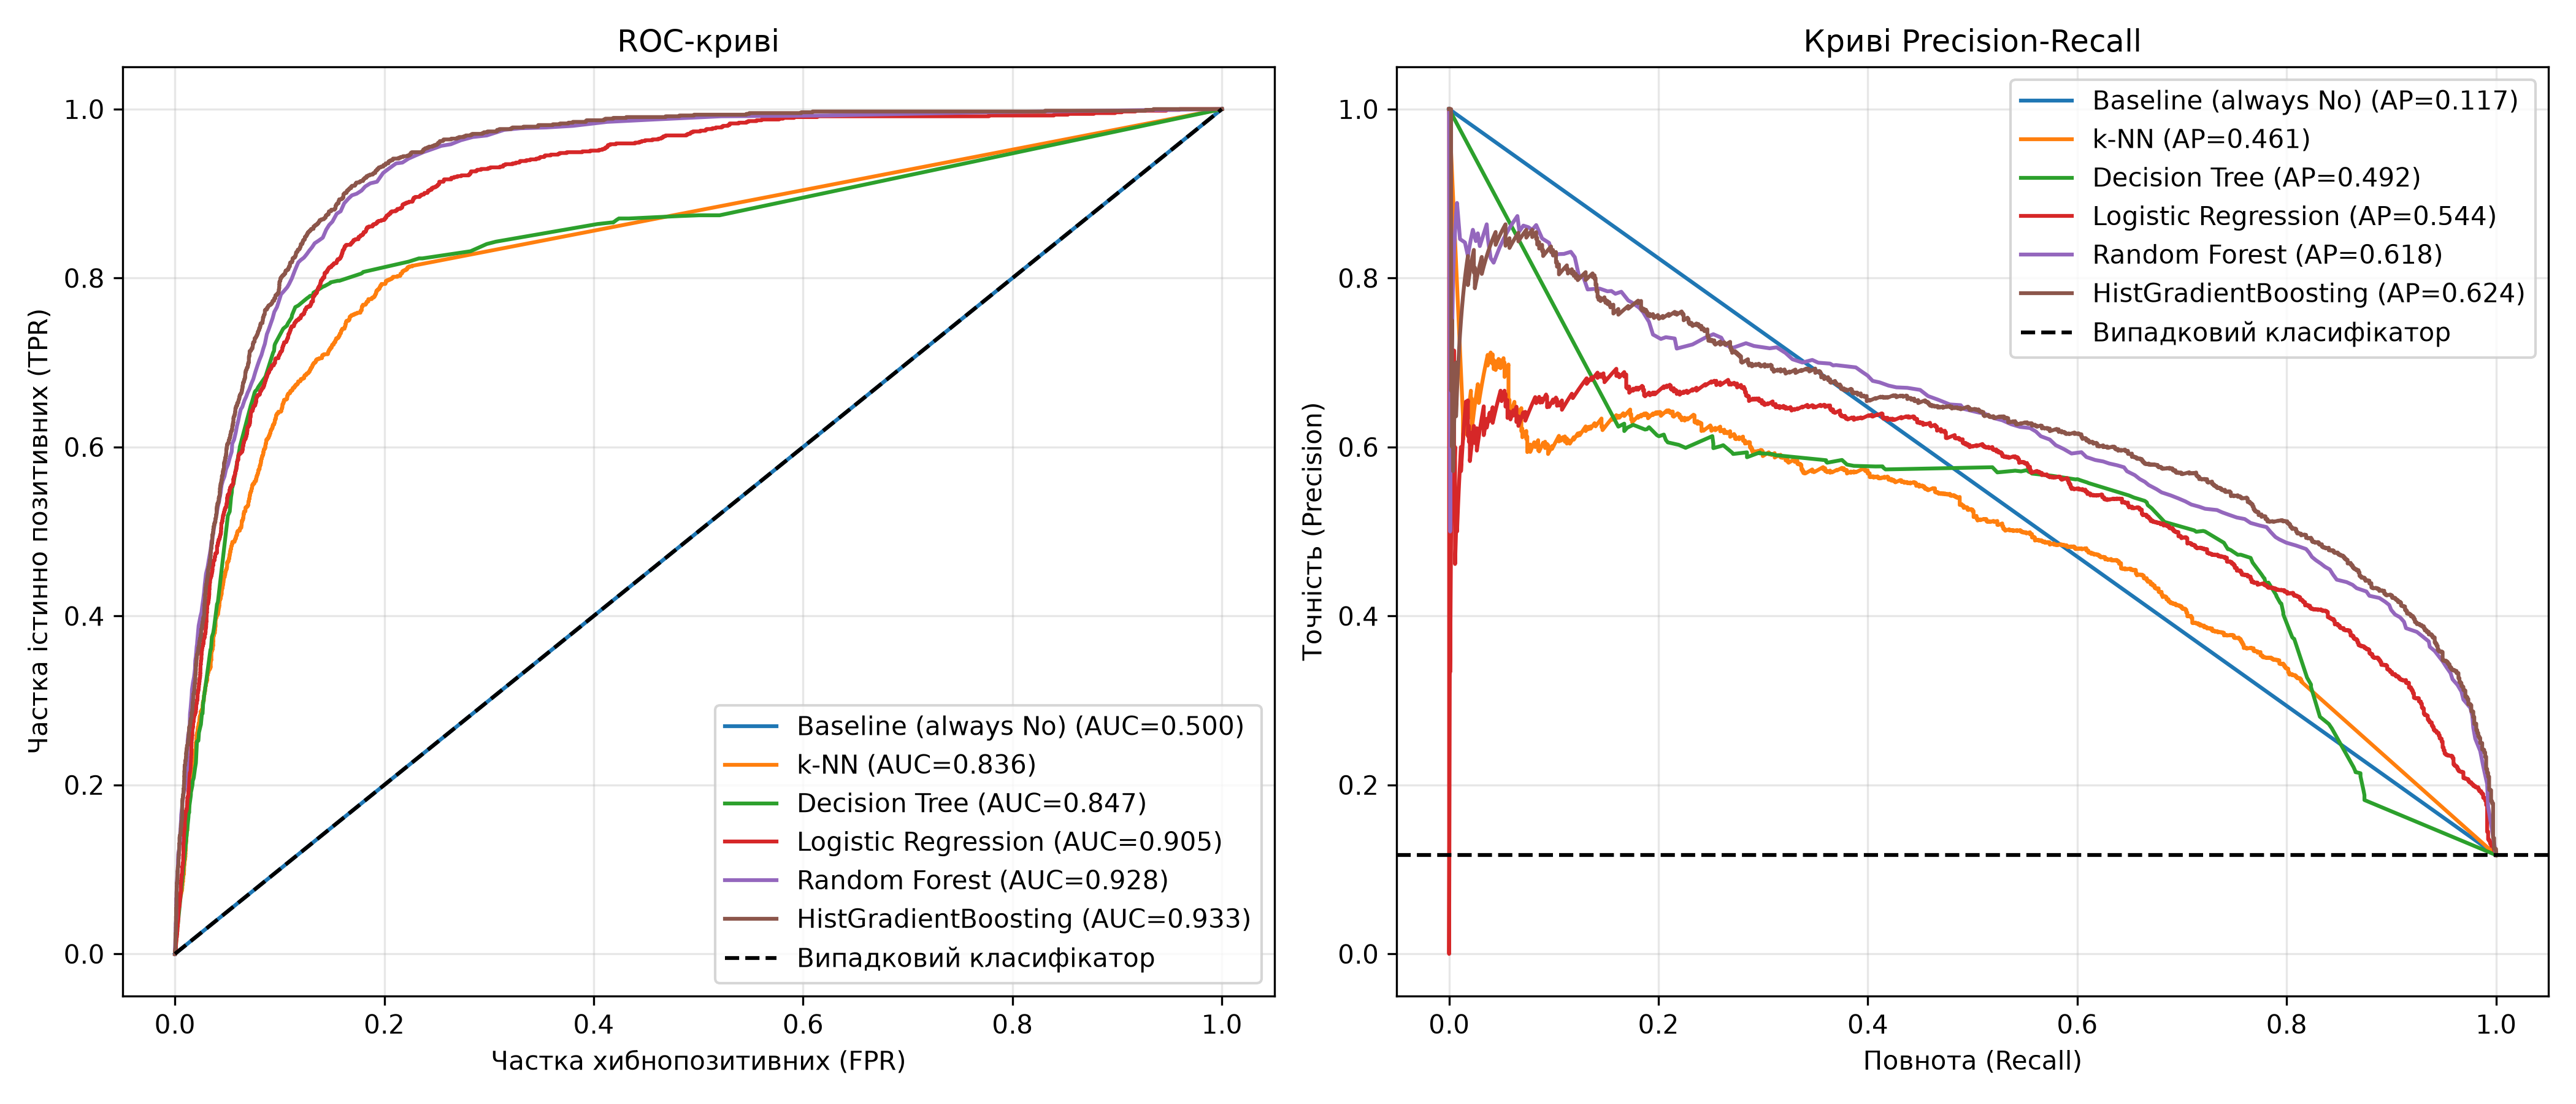 ROC-криві
Частка істинно позитивних (TPR)
1.0
0.8
0.6
0.4
0.2
0.0
Baseline (always No) (AUC=0.500)
k-NN (AUC=0.836)
Decision Tree (AUC=0.847)
Logistic Regression (AUC=0.905)
Random Forest (AUC=0.928)
HistGradientBoosting (AUC=0.933)
Випадковий класифікатор
0.0 0.2 0.4 0.6 0.8 1.0
Частка хибнопозитивних (FPR)
Криві Precision-Recall
Точність (Precision)
1.0
0.8
0.6
0.4
0.2
0.0
Baseline (always No) (AP=0.117)
k-NN (AP=0.461)
Decision Tree (AP=0.492)
Logistic Regression (AP=0.544)
Random Forest (AP=0.618)
HistGradientBoosting (AP=0.624)
Випадковий класифікатор
0.0 0.2 0.4 0.6 0.8 1.0
Повнота (Recall)